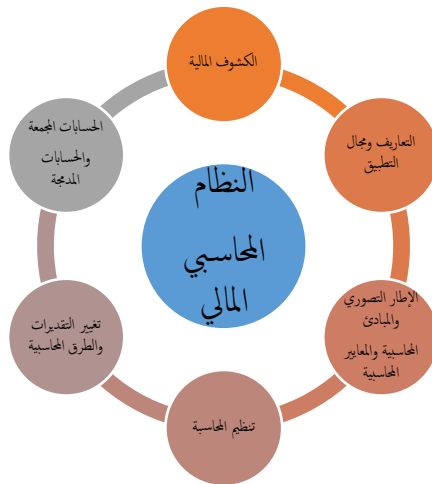 الكشوف المالية
التعاريف ومجال
التطبيق
الإطار التصوري
والمبادئ
المحاسبية والمعايير
المحاسبية
تنظيم المحاسبة
تغيير التقديرات
والطرق المحاسبية
الحسابات المجمعة
والحسابات
المدمجة
النظام
المحاسبي
المالي